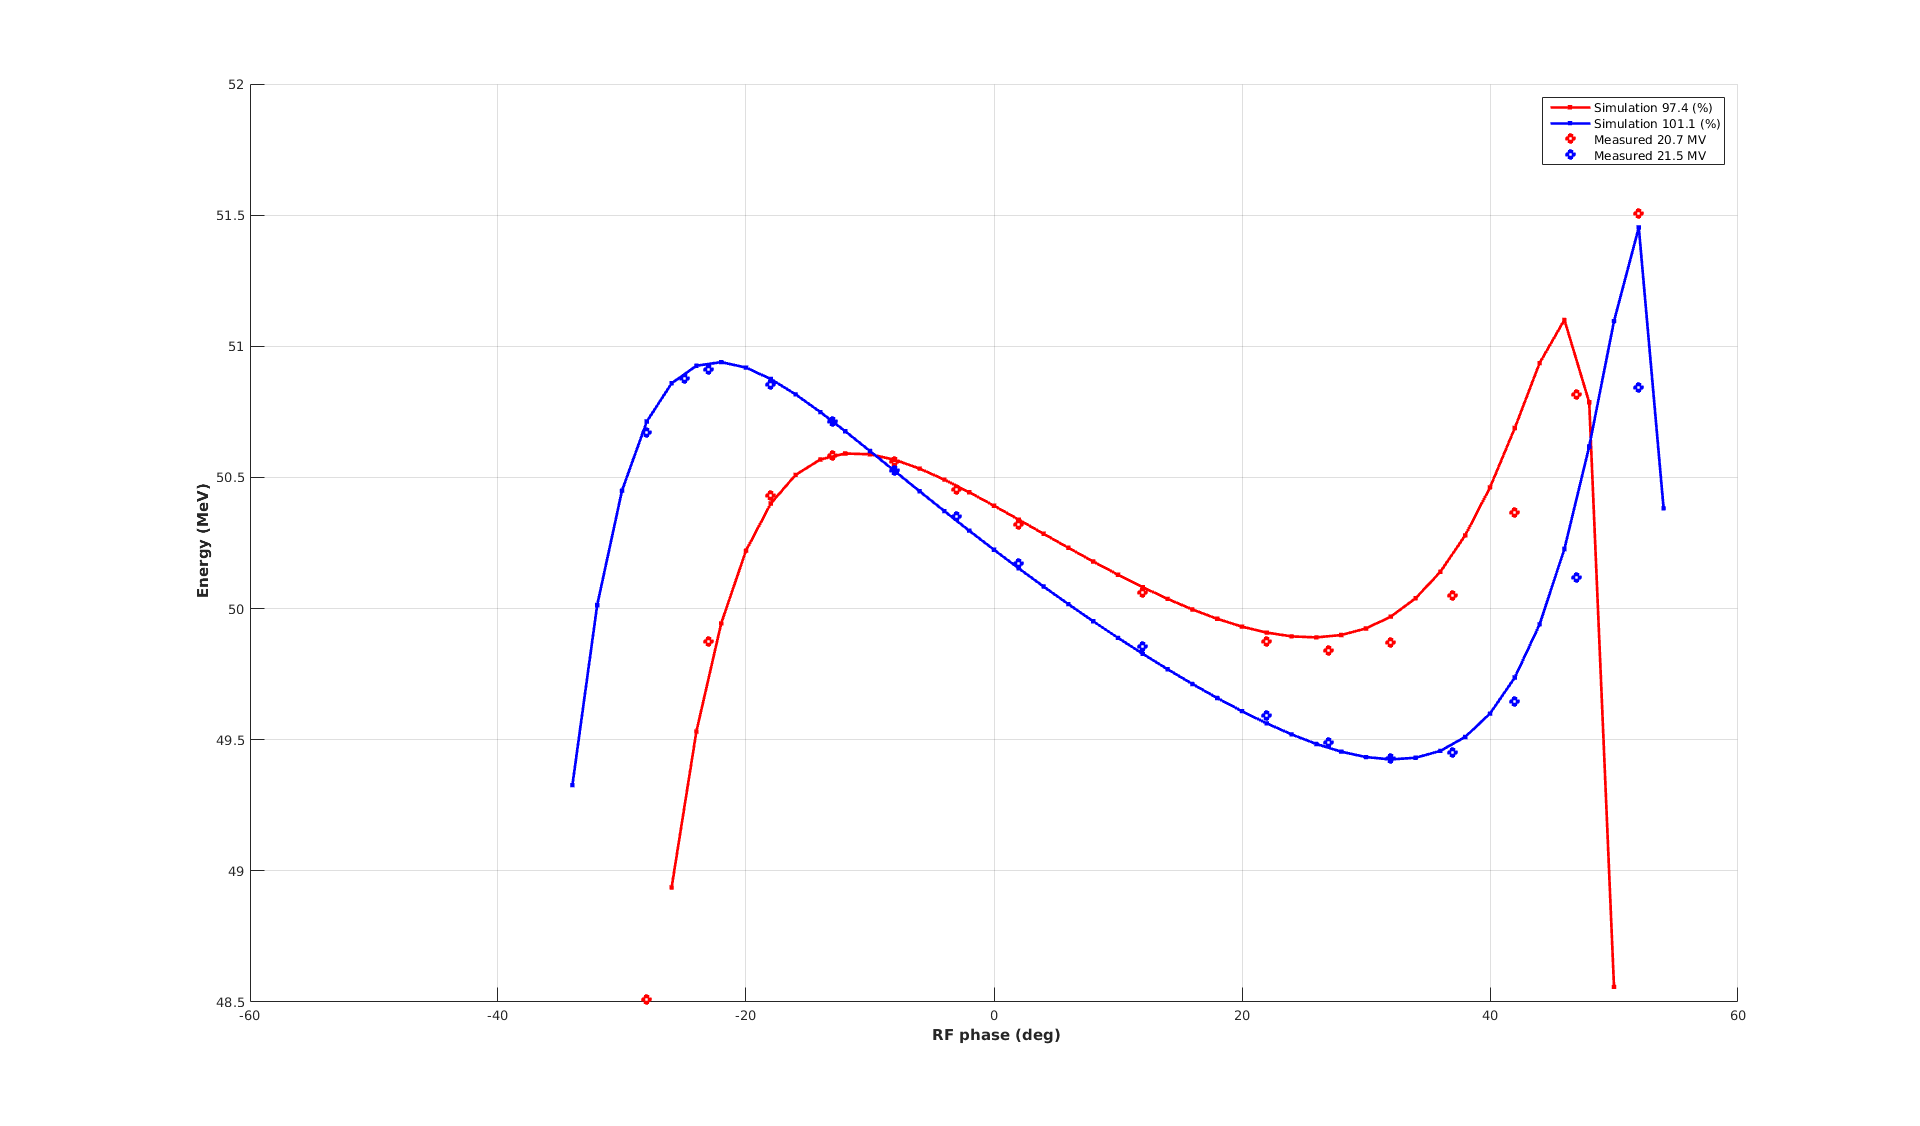 52
51.5
51
50.5
50
49.5
49
48.5
Energy (MeV)
-60
-40
-20
0
20
40
60
RF phase (deg)
Simulation 97.4 (%)
Simulation 101.1 (%)
Measured 20.7 MV
Measured 21.5 MV